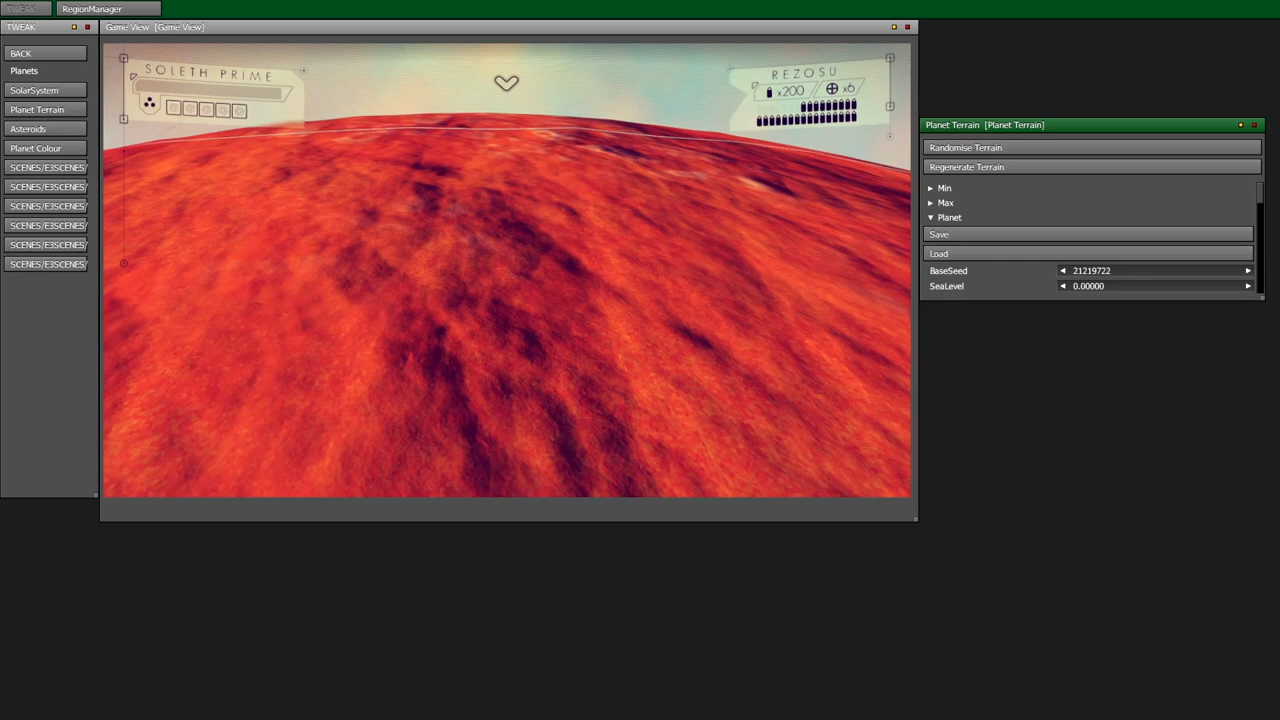 TWEAK
RegionManager
TWEAK
Game View [Game View]
BACK
Planets
SolarSystem
Planet Terrain
Asteroids
Planet Colour
SCENES/E3SCENES/
SCENES/E3SCENES/
SCENES/E3SCENES/
SCENES/E3SCENES/
SCENES/E3SCENES/
SCENES/E3SCENES/
SOLETH PRIME
REZOSU
x200
x6
Planet Terrain [Planet Terrain]
Randomise Terrain
Regenerate Terrain
Min
Max
Planet
Save
Load
BaseSeed 21219722
SeaLevel 0.00000